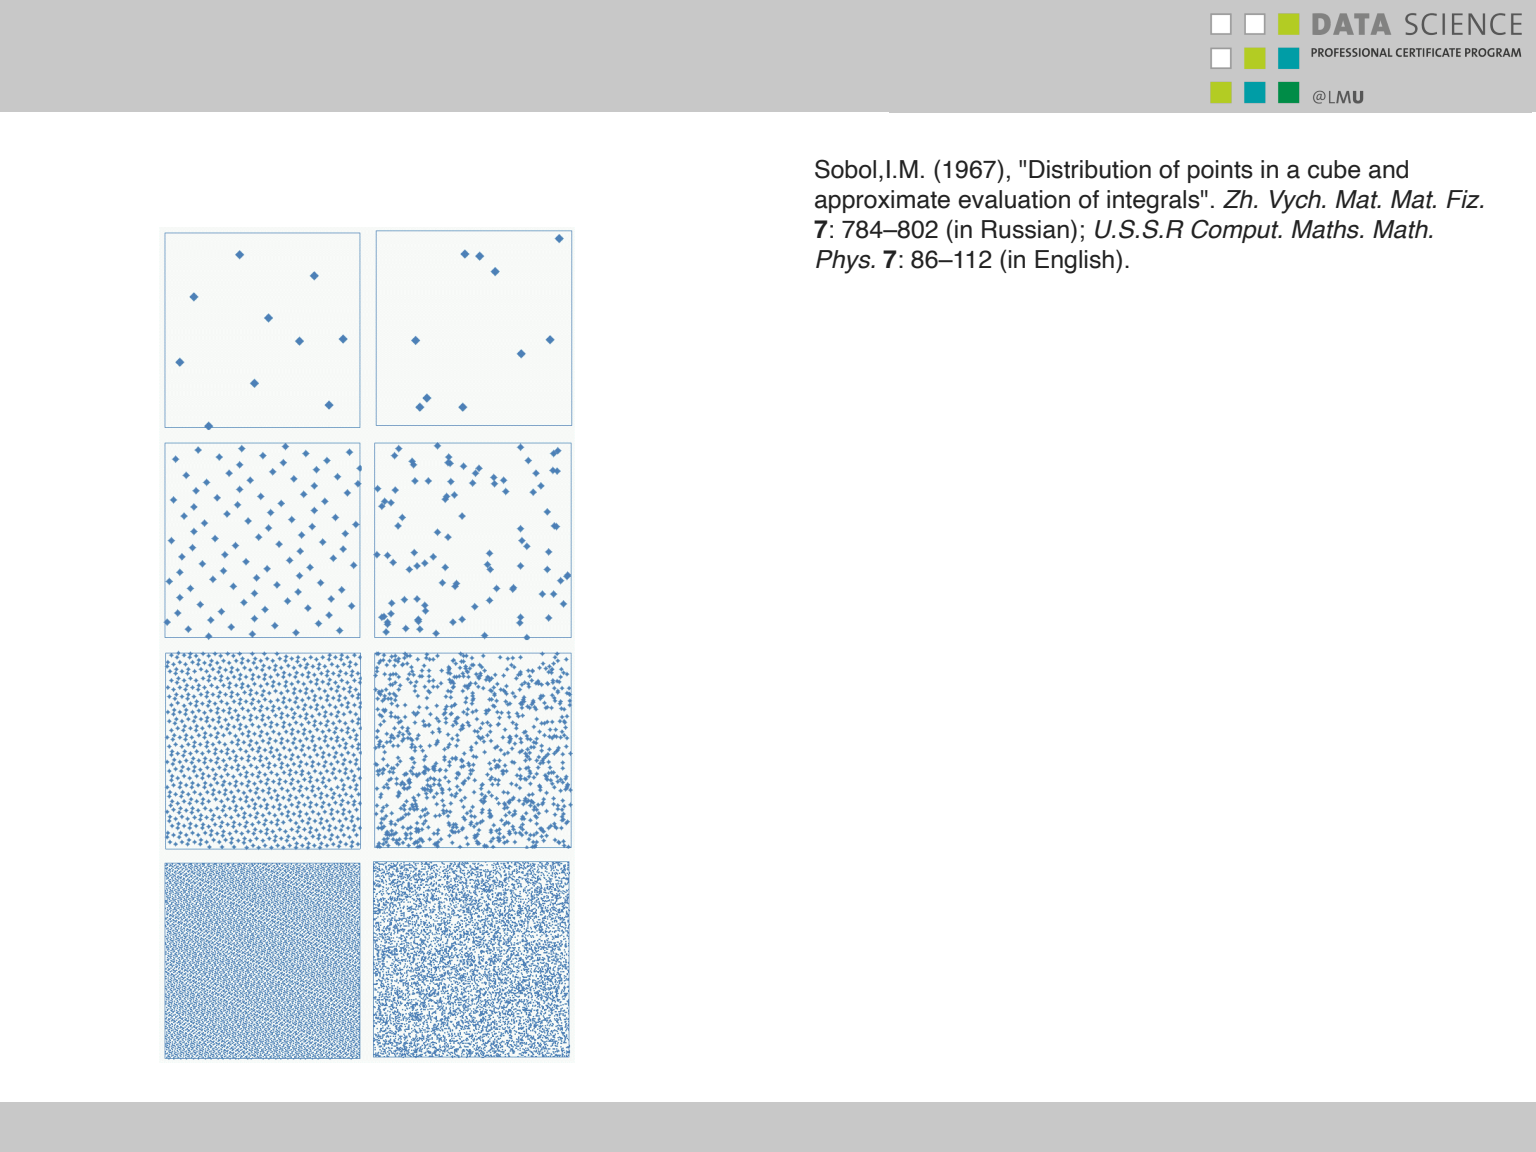 DATA SCIENCE
PROFESSIONAL CERTIFICATE PROGRAM
@LMU
Sobol,I.M. (1967), "Distribution of points in a cube and
approximate evaluation of integrals". Zh. Vych. Mat. Mat. Fiz.
7: 784–802 (in Russian); U.S.S.R Comput. Maths. Math.
Phys. 7: 86–112 (in English).